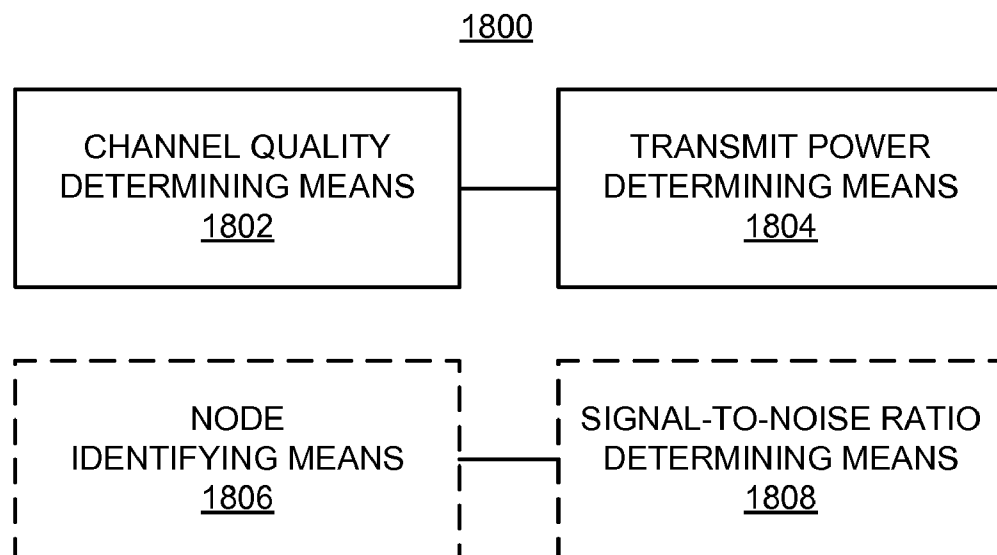 1800
CHANNEL QUALITY
DETERMINING MEANS
1802
TRANSMIT POWER
DETERMINING MEANS
1804
NODE
IDENTIFYING MEANS
1806
SIGNAL-TO-NOISE RATIO
DETERMINING MEANS
1808